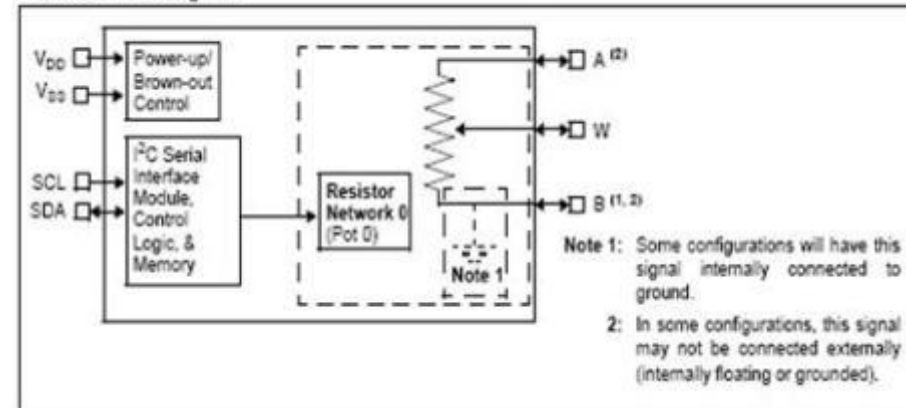 V_DD
Power-up/
Brown-out
Control
V_SS
I²C Serial
Interface
Module,
Control
Logic, &
Memory
SCL
SDA
Resistor
Network 0
(Pot 0)
A (2)
W
B (1, 2)
Note 1
Note 1: Some configurations will have this
signal internally connected to
ground.
2: In some configurations, this signal
may not be connected externally
(internally floating or grounded).